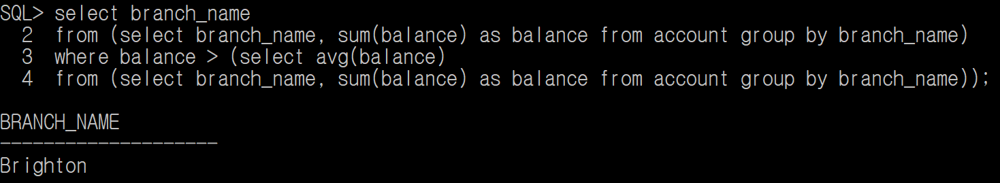 SQL> select branch_name
  2  from (select branch_name, sum(balance) as balance from account group by branch_name)
  3  where balance > (select avg(balance)
  4  from (select branch_name, sum(balance) as balance from account group by branch_name));
BRANCH_NAME
--------------------
Brighton